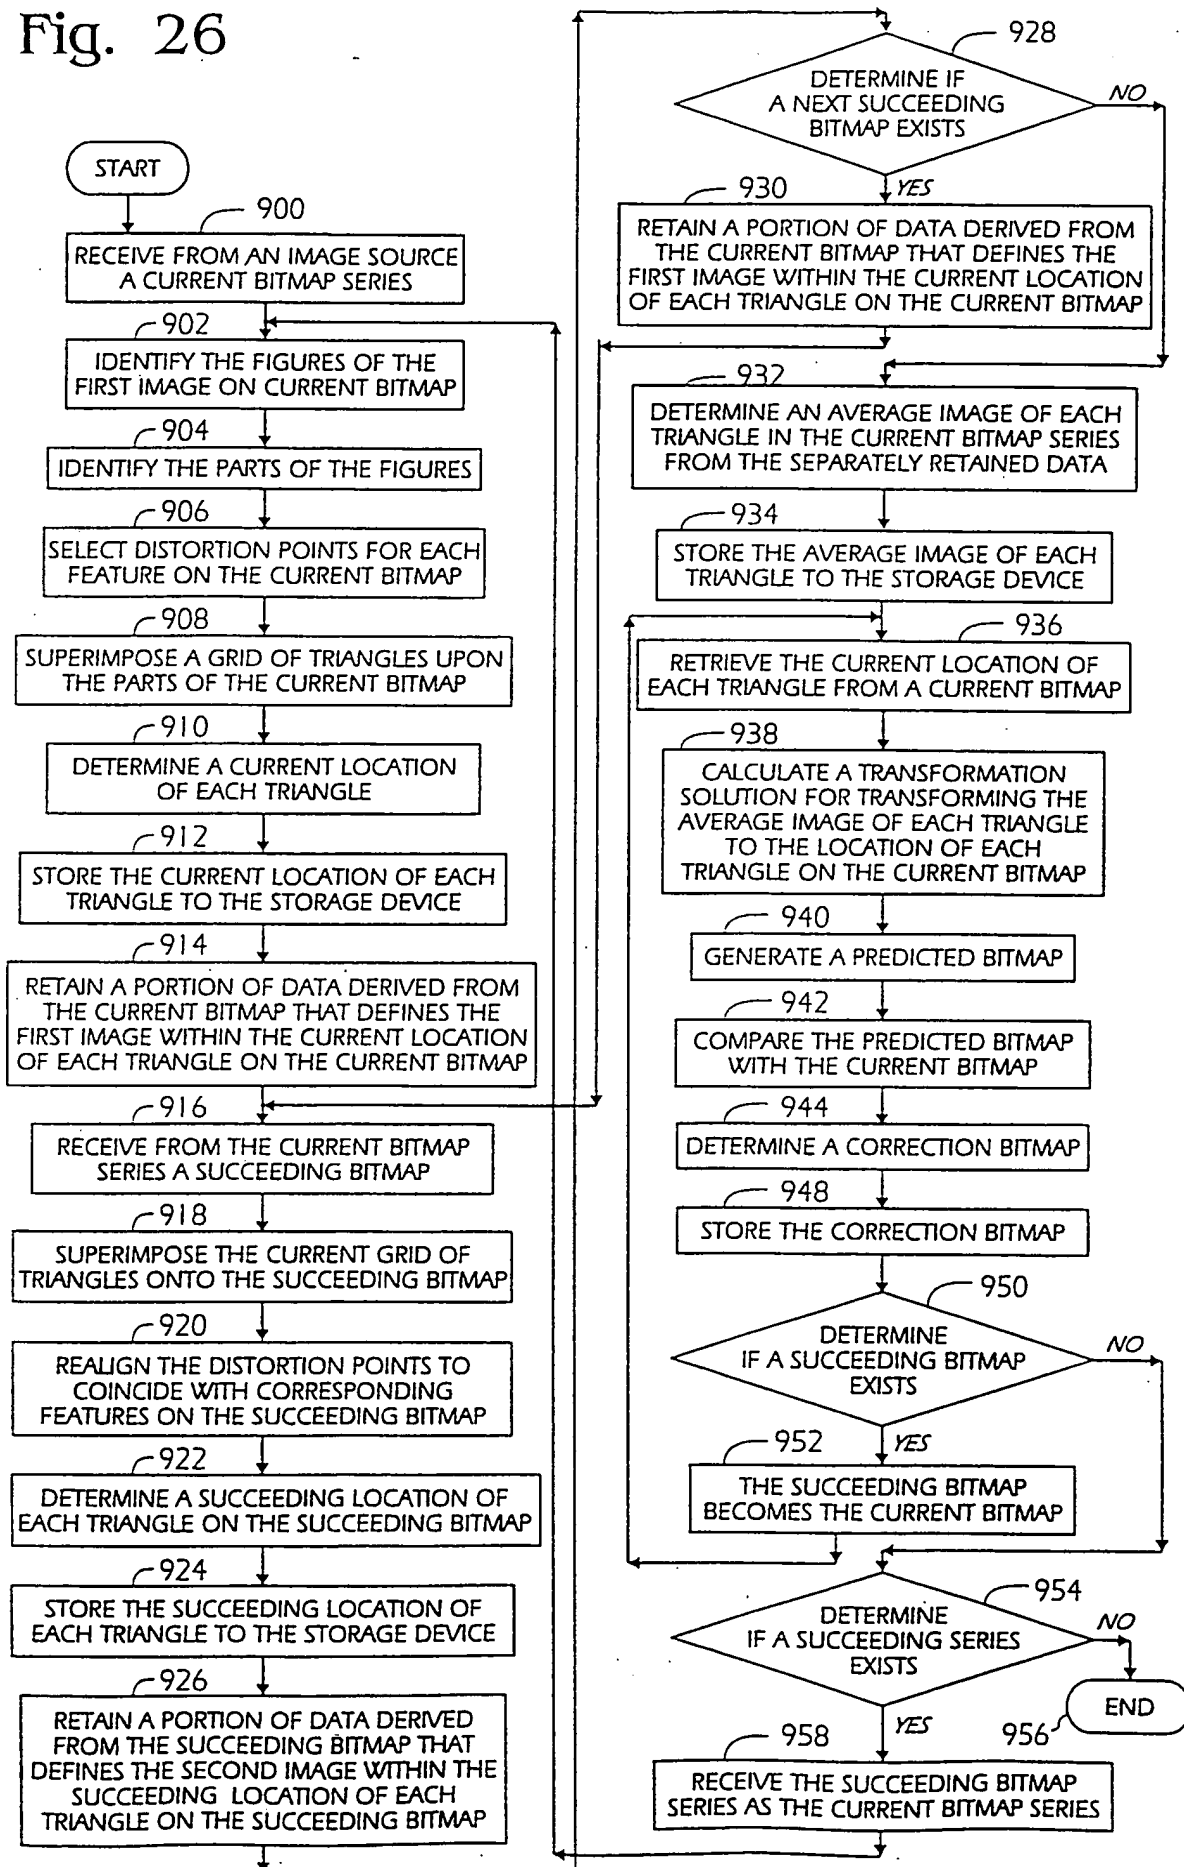 Fig. 26
START
900
RECEIVE FROM AN IMAGE SOURCE
A CURRENT BITMAP SERIES
902
IDENTIFY THE FIGURES OF THE
FIRST IMAGE ON CURRENT BITMAP
904
IDENTIFY THE PARTS OF THE FIGURES
906
SELECT DISTORTION POINTS FOR EACH
FEATURE ON THE CURRENT BITMAP
908
SUPERIMPOSE A GRID OF TRIANGLES UPON
THE PARTS OF THE CURRENT BITMAP
910
DETERMINE A CURRENT LOCATION
OF EACH TRIANGLE
912
STORE THE CURRENT LOCATION OF EACH
TRIANGLE TO THE STORAGE DEVICE
914
RETAIN A PORTION OF DATA DERIVED FROM
THE CURRENT BITMAP THAT DEFINES THE
FIRST IMAGE WITHIN THE CURRENT LOCATION
OF EACH TRIANGLE ON THE CURRENT BITMAP
916
RECEIVE FROM THE CURRENT BITMAP
SERIES A SUCCEEDING BITMAP
918
SUPERIMPOSE THE CURRENT GRID OF
TRIANGLES ONTO THE SUCCEEDING BITMAP
920
REALIGN THE DISTORTION POINTS TO
COINCIDE WITH CORRESPONDING
FEATURES ON THE SUCCEEDING BITMAP
922
DETERMINE A SUCCEEDING LOCATION OF
EACH TRIANGLE ON THE SUCCEEDING BITMAP
924
STORE THE SUCCEEDING LOCATION OF
EACH TRIANGLE TO THE STORAGE DEVICE
926
RETAIN A PORTION OF DATA DERIVED
FROM THE SUCCEEDING BITMAP THAT
DEFINES THE SECOND IMAGE WITHIN THE
SUCCEEDING LOCATION OF EACH
TRIANGLE ON THE SUCCEEDING BITMAP
928
DETERMINE IF
A NEXT SUCCEEDING
BITMAP EXISTS
NO
YES
930
RETAIN A PORTION OF DATA DERIVED FROM
THE CURRENT BITMAP THAT DEFINES THE
FIRST IMAGE WITHIN THE CURRENT LOCATION
OF EACH TRIANGLE ON THE CURRENT BITMAP
932
DETERMINE AN AVERAGE IMAGE OF EACH
TRIANGLE IN THE CURRENT BITMAP SERIES
FROM THE SEPARATELY RETAINED DATA
934
STORE THE AVERAGE IMAGE OF EACH
TRIANGLE TO THE STORAGE DEVICE
936
RETRIEVE THE CURRENT LOCATION OF
EACH TRIANGLE FROM A CURRENT BITMAP
938
CALCULATE A TRANSFORMATION
SOLUTION FOR TRANSFORMING THE
AVERAGE IMAGE OF EACH TRIANGLE
TO THE LOCATION OF EACH
TRIANGLE ON THE CURRENT BITMAP
940
GENERATE A PREDICTED BITMAP
942
COMPARE THE PREDICTED BITMAP
WITH THE CURRENT BITMAP
944
DETERMINE A CORRECTION BITMAP
948
STORE THE CORRECTION BITMAP
950
DETERMINE
IF A SUCCEEDING BITMAP
EXISTS
NO
YES
952
THE SUCCEEDING BITMAP
BECOMES THE CURRENT BITMAP
954
DETERMINE
IF A SUCCEEDING SERIES
EXISTS
NO
END
956
YES
958
RECEIVE THE SUCCEEDING BITMAP
SERIES AS THE CURRENT BITMAP SERIES